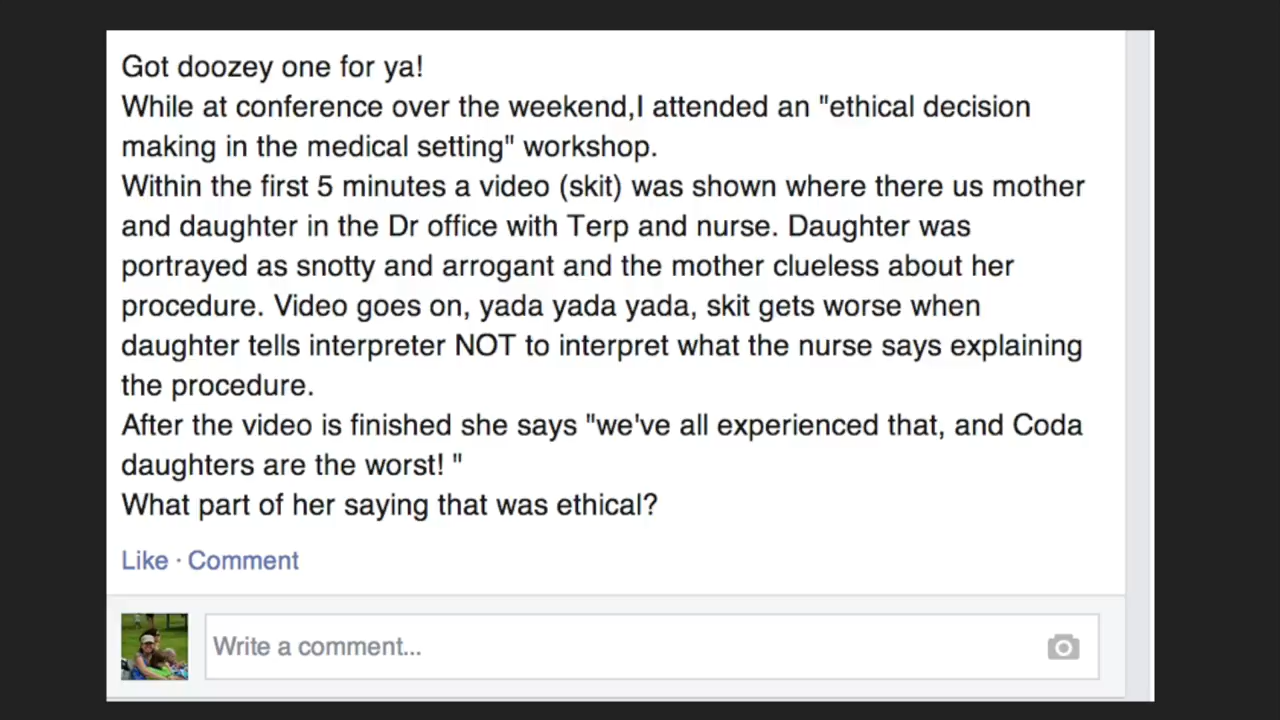 Got doozey one for ya!
While at conference over the weekend,I attended an "ethical decision
making in the medical setting" workshop.
Within the first 5 minutes a video (skit) was shown where there us mother
and daughter in the Dr office with Terp and nurse. Daughter was
portrayed as snotty and arrogant and the mother clueless about her
procedure. Video goes on, yada yada yada, skit gets worse when
daughter tells interpreter NOT to interpret what the nurse says explaining
the procedure.
After the video is finished she says "we've all experienced that, and Coda
daughters are the worst! "
What part of her saying that was ethical?
Like · Comment
Write a comment...